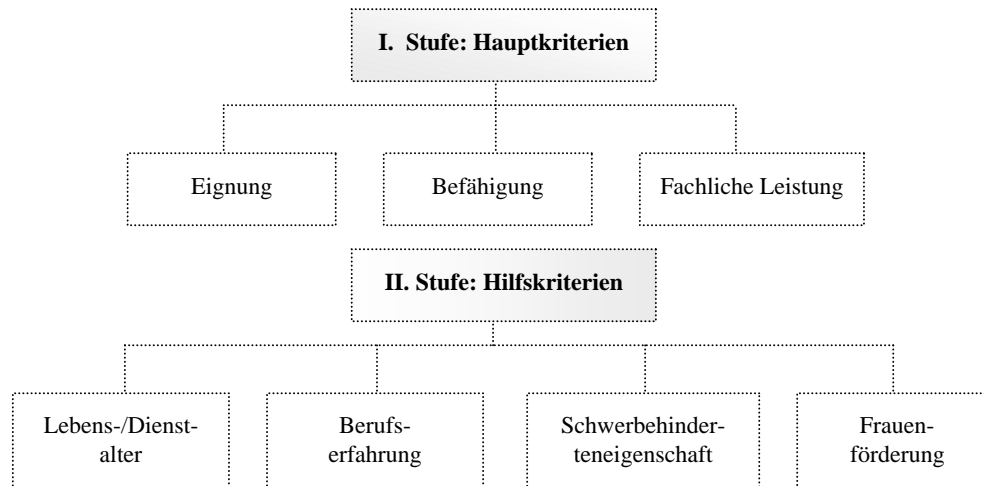 I. Stufe: Hauptkriterien
Eignung
Befähigung
Fachliche Leistung
II. Stufe: Hilfskriterien
Lebens-/Dienst-
alter
Berufs-
erfahrung
Schwerbehinder-
teneigenschaft
Frauen-
förderung